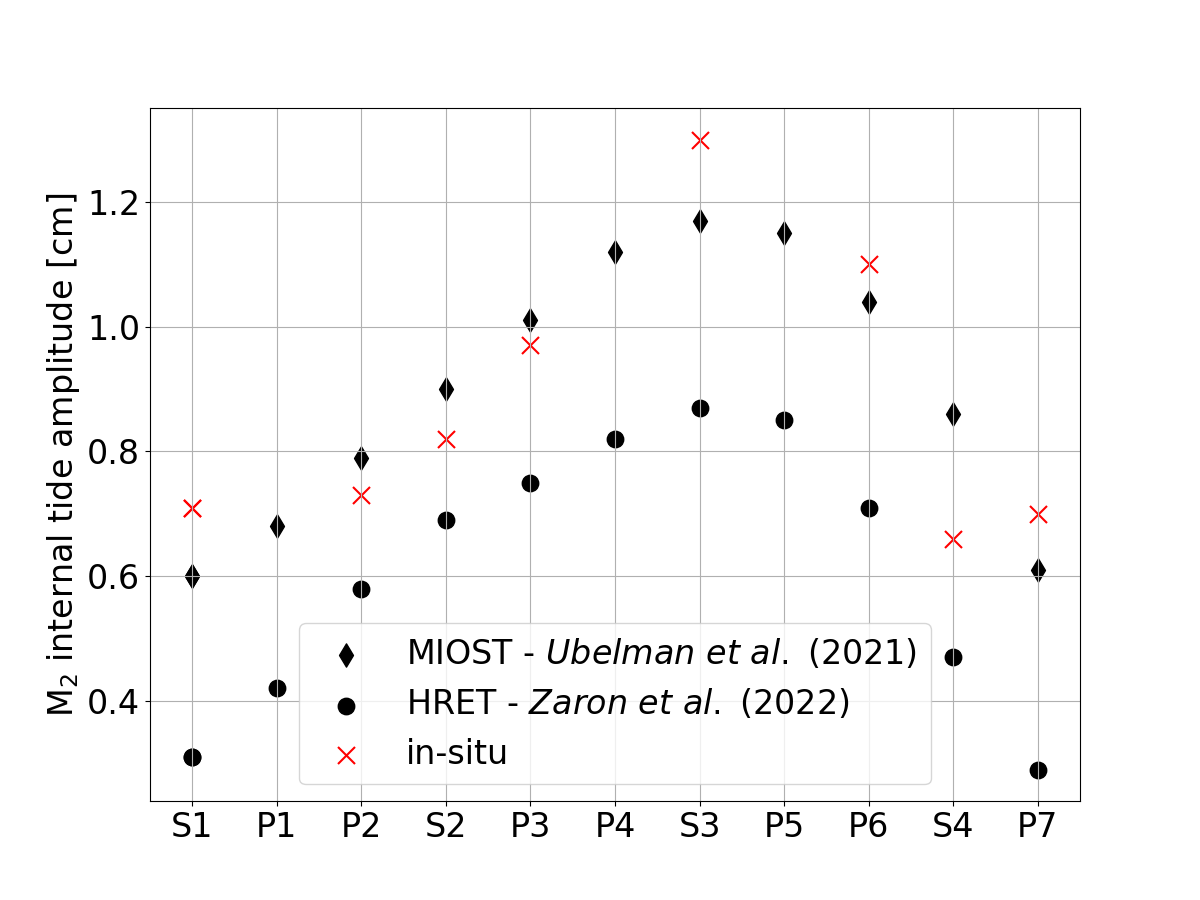 M₂ internal tide amplitude [cm]
1.2
1.0
0.8
0.6
0.4
MIOST - Ubelman et al. (2021)
HRET - Zaron et al. (2022)
in-situ
S1 P1 P2 S2 P3 P4 S3 P5 P6 S4 P7